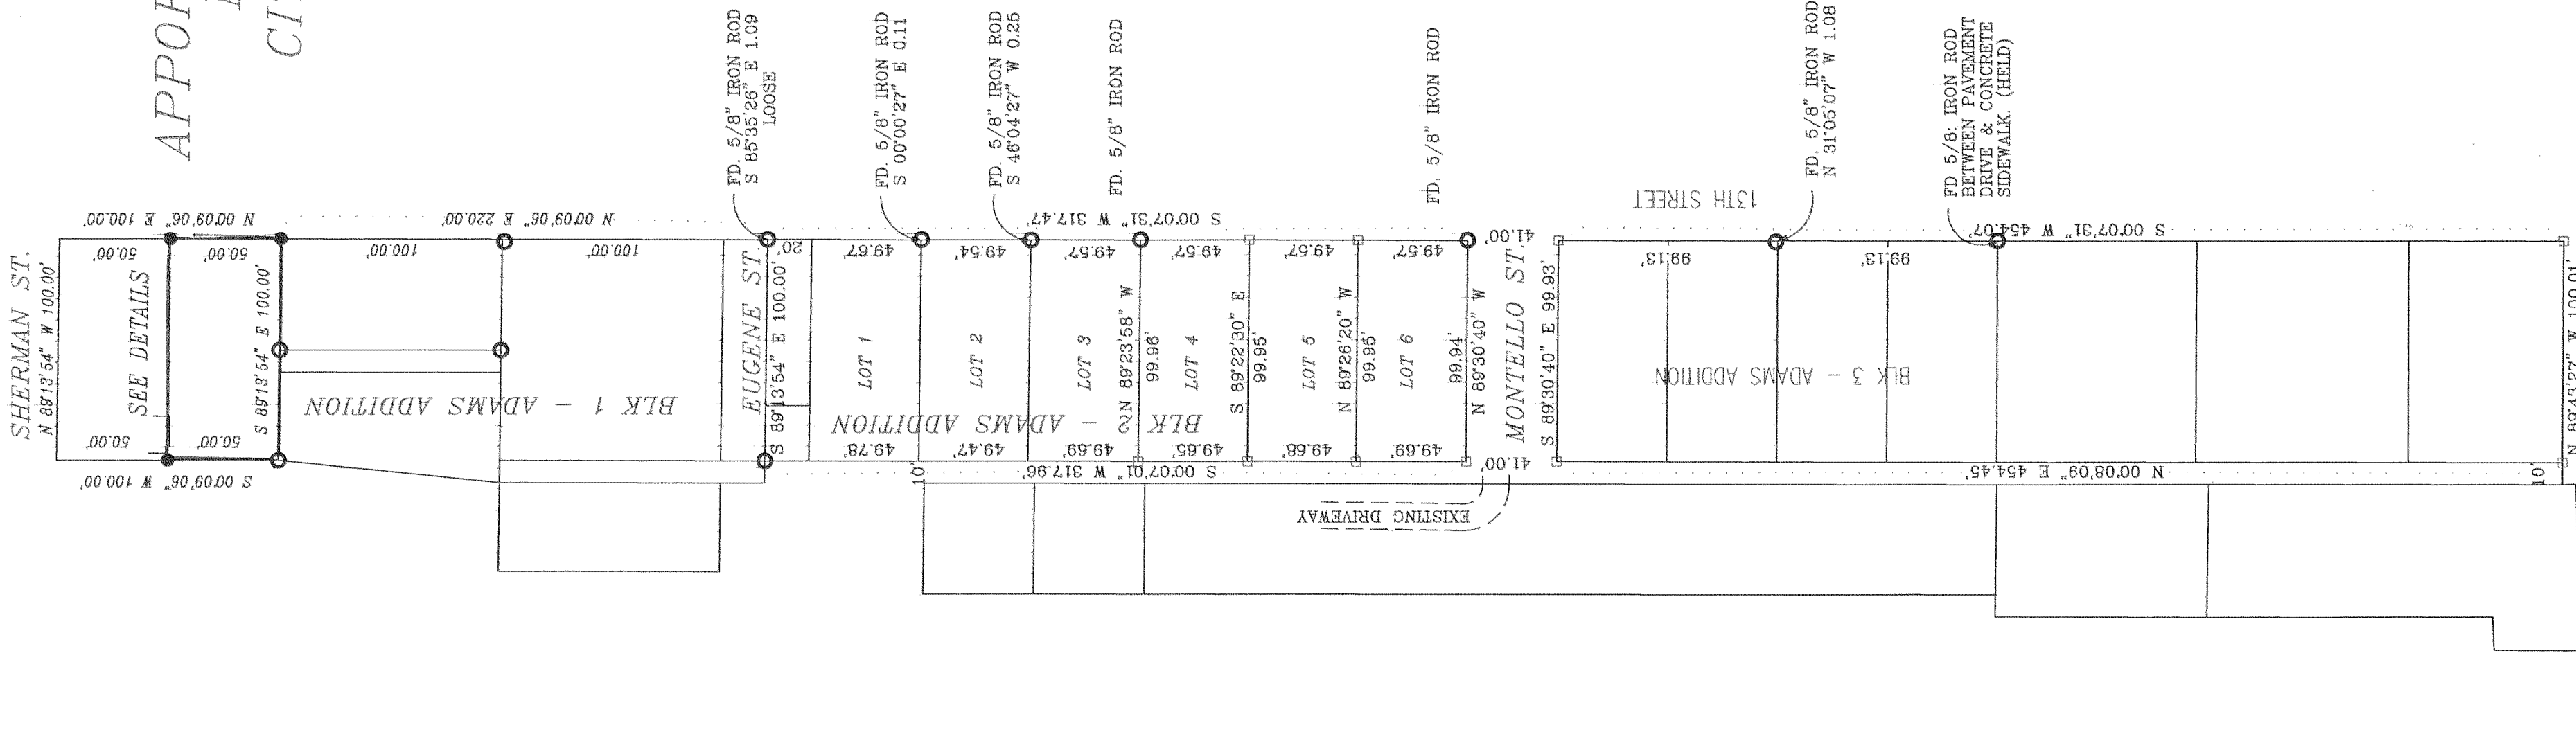 APPOR
CIT
SHERMAN ST.
N 89°13'54" W 100.00'
50.00'
50.00'
N 00°09'06" E 100.00'
SEE DETAILS
S 89°13'54" E 100.00'
50.00'
50.00'
S 00°09'06" W 100.00'
100.00'
N 00°09'06" E 220.00'
100.00'
BLK 1 - ADAMS ADDITION
FD. 5/8" IRON ROD
S 85°35'26" E 1.09
LOOSE
EUGENE ST.
S 89°13'54" E 100.00'
20'
FD. 5/8" IRON ROD
S 00°00'27" E 0.11
FD. 5/8" IRON ROD
S 46°04'27" W 0.25
FD. 5/8" IRON ROD
FD. 5/8" IRON ROD
S 00°07'31" W 317.47'
49.67'
49.54'
49.57'
49.57'
49.57'
49.57'
LOT 1
LOT 2
LOT 3
N 89°23'58" W
99.96'
LOT 4
S 89°22'30" E
99.95'
LOT 5
N 89°26'20" W
99.95'
LOT 6
99.94'
N 89°30'40" W
BLK 2 - ADAMS ADDITION
49.78'
49.47'
49.69'
49.65'
49.68'
49.69'
10'
S 00°07'01" W 317.96'
41.00'
MONTELLO ST.
41.00'
S 89°30'40" E 99.93'
EXISTING DRIVEWAY
13TH STREET
FD. 5/8" IRON ROD
N 31°05'07" W 1.08
FD 5/8: IRON ROD
BETWEEN PAVEMENT
DRIVE & CONCRETE
SIDEWALK. (HELD)
S 00°07'31" W 454.07'
99.13'
99.13'
BLK 3 - ADAMS ADDITION
N 00°08'09" E 454.45'
10'
N 89°43'27" W 100.01'